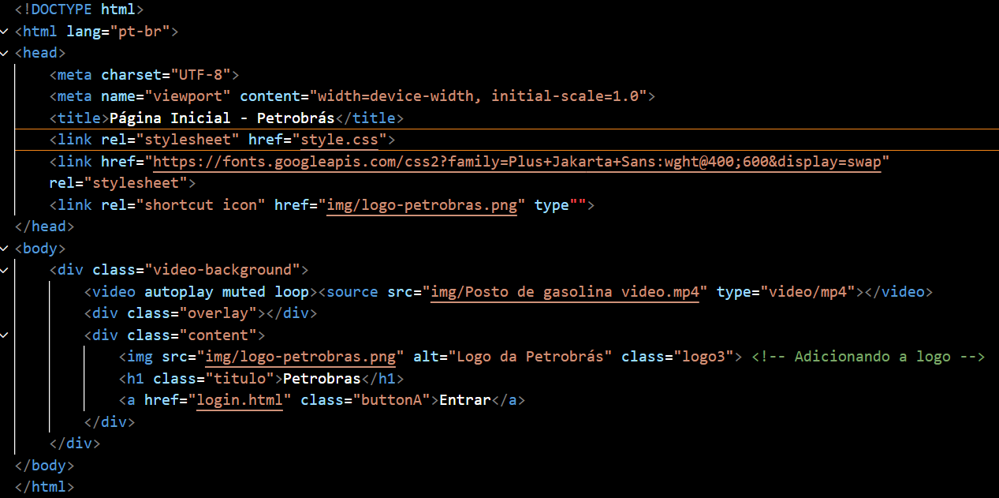 <!DOCTYPE html>
<html lang="pt-br">
<head>
    <meta charset="UTF-8">
    <meta name="viewport" content="width=device-width, initial-scale=1.0">
    <title>Página Inicial - Petrobrás</title>
    <link rel="stylesheet" href="style.css">
    <link href="https://fonts.googleapis.com/css2?family=Plus+Jakarta+Sans:wght@400;600&display=swap"
    rel="stylesheet">
    <link rel="shortcut icon" href="img/logo-petrobras.png" type"">
</head>
<body>
    <div class="video-background">
        <video autoplay muted loop><source src="img/Posto de gasolina video.mp4" type="video/mp4"></video>
        <div class="overlay"></div>
        <div class="content">
            <img src="img/logo-petrobras.png" alt="Logo da Petrobrás" class="logo3"> <!-- Adicionando a logo -->
            <h1 class="titulo">Petrobras</h1>
            <a href="login.html" class="buttonA">Entrar</a>
        </div>
    </div>
</body>
</html>